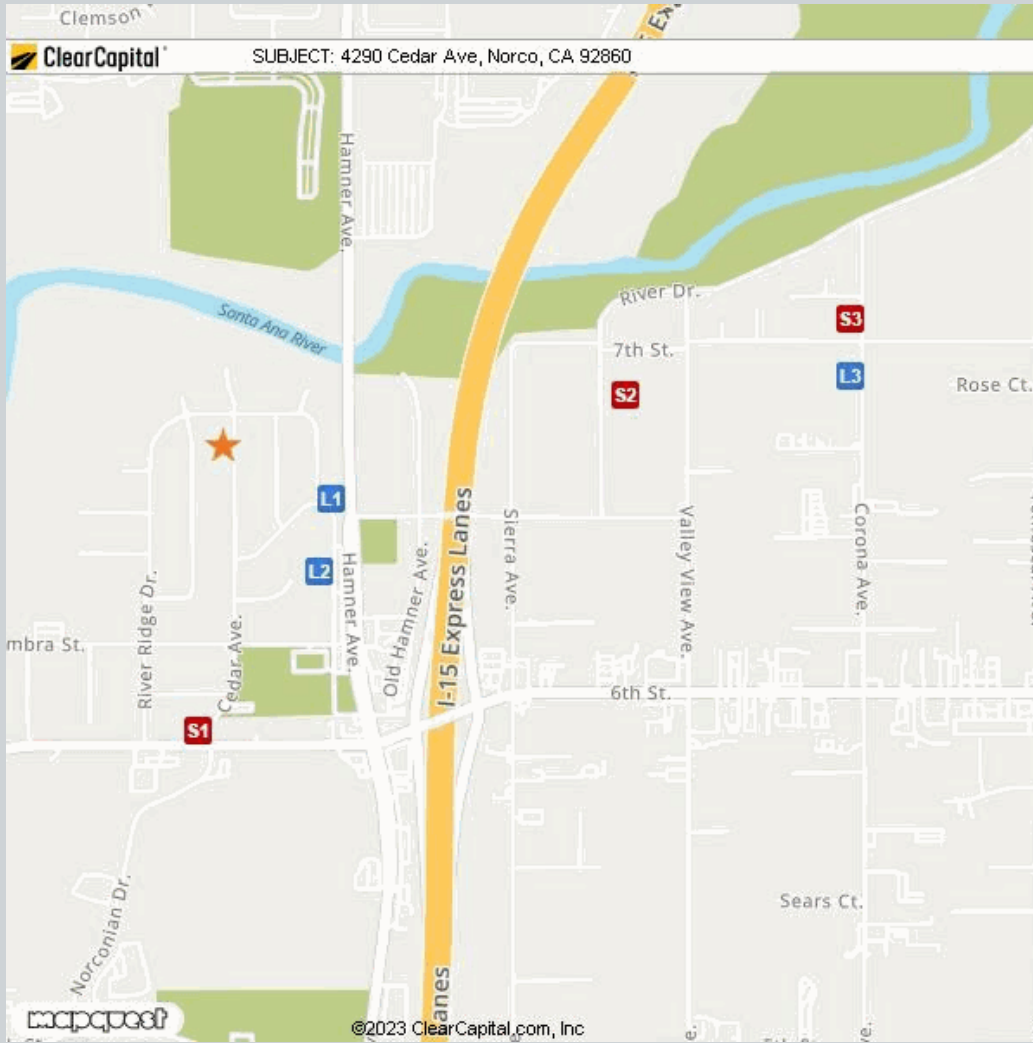 Clemson
ClearCapital
SUBJECT: 4290 Cedar Ave, Norco, CA 92860
Hamner Ave.
Santa Ana River
River Dr.
S3
7th St.
L3
S2
Rose Ct.
L1
I-15 Express Lanes
Sierra Ave.
Valley View Ave.
Corona Ave.
L2
Hamner Ave.
Old Hamner Ave.
River Ridge Dr.
Cedar Ave.
mbra St.
6th St.
S1
Norconian Dr.
Sears Ct.
anes
mapquest
©2023 ClearCapital.com, Inc